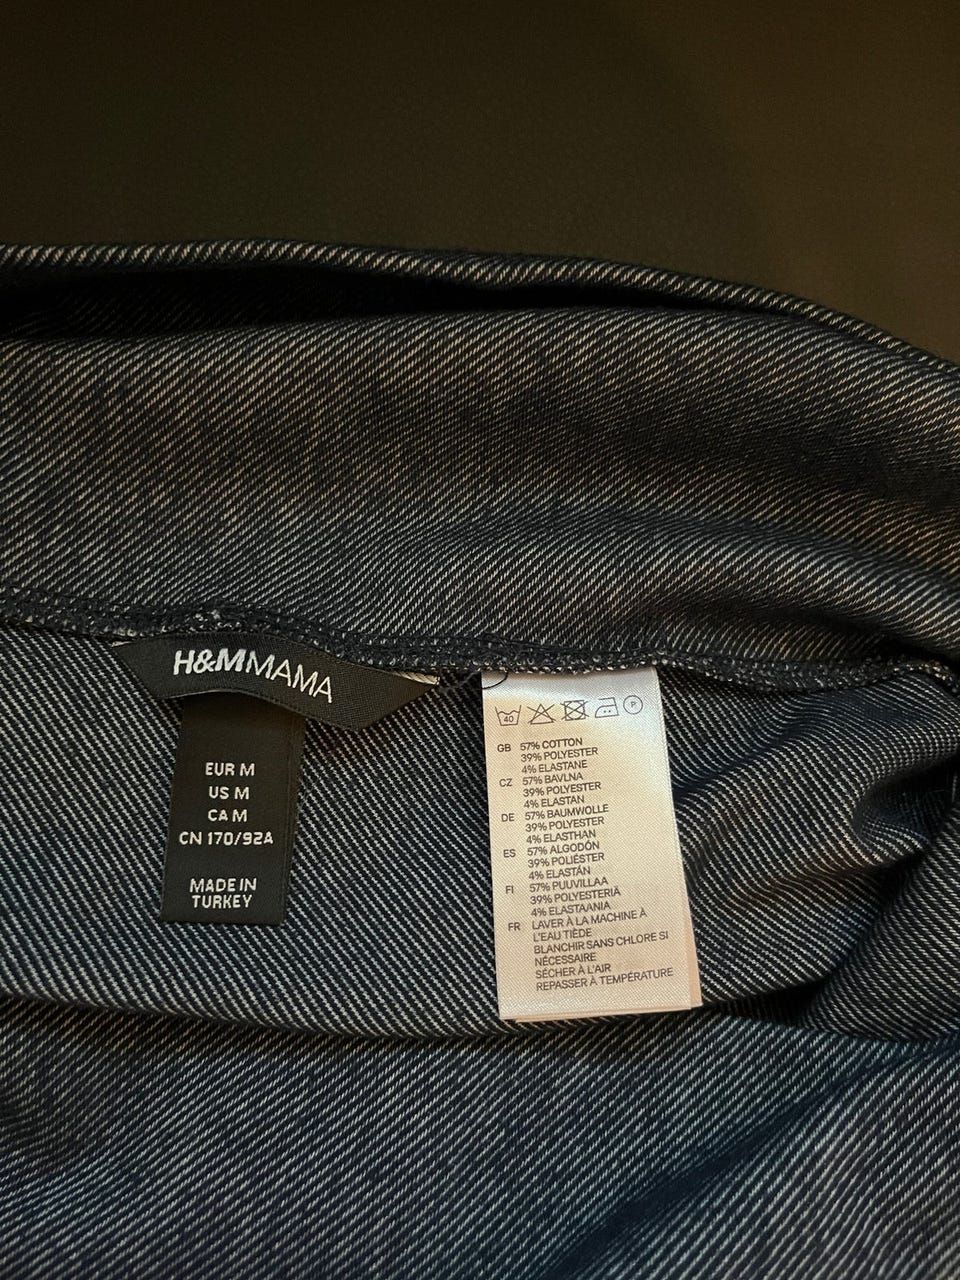 H&MMAMA
EUR M
US M
CA M
CN 170/92A
MADE IN
TURKEY
40
P
GB 57% COTTON
39% POLYESTER
4% ELASTANE
CZ 57% BAVLNA
39% POLYESTER
4% ELASTAN
DE 57% BAUMWOLLE
39% POLYESTER
4% ELASTHAN
ES 57% ALGODÓN
39% POLIÉSTER
4% ELASTÁN
FI 57% PUUVILLAA
39% POLYESTERIÄ
4% ELASTAANIA
FR LAVER À LA MACHINE À
L'EAU TIÈDE
BLANCHIR SANS CHLORE SI
NÉCESSAIRE
SÉCHER À L'AIR
REPASSER À TEMPÉRATURE